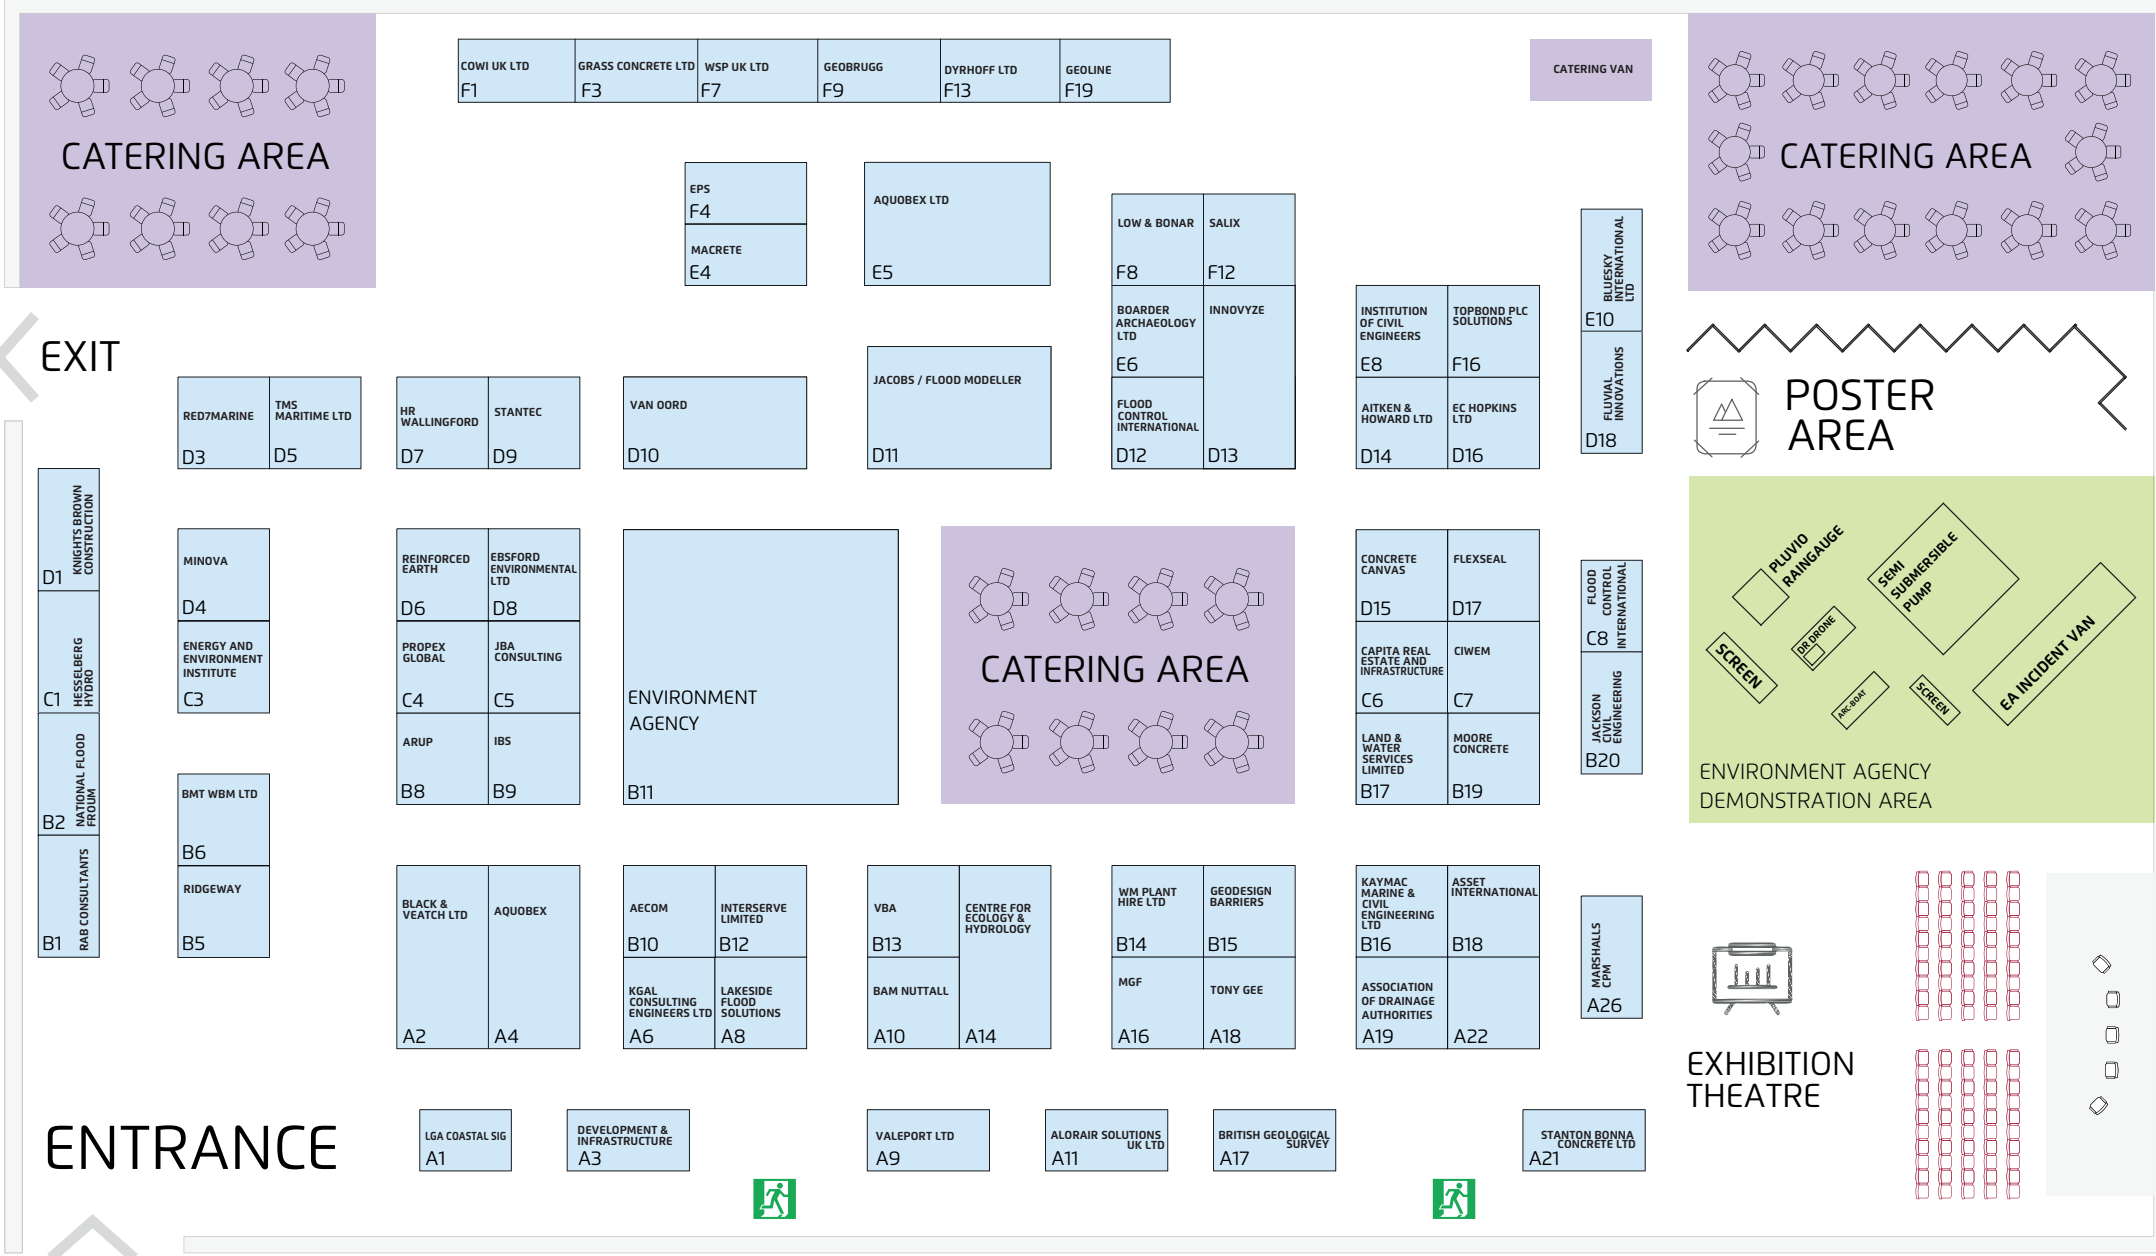 COWI UK LTD
F1
GRASS CONCRETE LTD
F3
WSP UK LTD
F7
GEOBRUGG
F9
DYRHOFF LTD
F13
GEOLINE
F19
CATERING VAN
CATERING AREA
CATERING AREA
EPS
F4
MACRETE
E4
AQUOBEX LTD
E5
LOW & BONAR
F8
SALIX
F12
BOARDER
ARCHAEOLOGY
LTD
E6
INNOVYZE
D13
FLOOD
CONTROL
INTERNATIONAL
D12
INSTITUTION
OF CIVIL
ENGINEERS
E8
TOPBOND PLC
SOLUTIONS
F16
AITKEN &
HOWARD LTD
D14
EC HOPKINS
LTD
D16
BLUESKY
INTERNATIONAL
LTD
E10
FLUVIAL
INNOVATIONS
D18
EXIT
POSTER
AREA
RED7MARINE
D3
TMS
MARITIME LTD
D5
HR
WALLINGFORD
D7
STANTEC
D9
VAN OORD
D10
JACOBS / FLOOD MODELLER
D11
KNIGHTS BROWN
CONSTRUCTION
D1
HESSELBERG
HYDRO
C1
NATIONAL FLOOD
FROUM
B2
RAB CONSULTANTS
B1
MINOVA
D4
ENERGY AND
ENVIRONMENT
INSTITUTE
C3
BMT WBM LTD
B6
RIDGEWAY
B5
REINFORCED
EARTH
D6
EBSFORD
ENVIRONMENTAL
LTD
D8
PROPEX
GLOBAL
C4
JBA
CONSULTING
C5
ARUP
B8
IBS
B9
ENVIRONMENT
AGENCY
B11
CATERING AREA
CONCRETE
CANVAS
D15
FLEXSEAL
D17
CAPITA REAL
ESTATE AND
INFRASTRUCTURE
C6
CIWEM
C7
LAND &
WATER
SERVICES
LIMITED
B17
MOORE
CONCRETE
B19
FLOOD
CONTROL
INTERNATIONAL
C8
JACKSON
CIVIL
ENGINEERING
B20
PLUVIO
RAINGAUGE
SEMI
SUBMERSIBLE
PUMP
DR DRONE
SCREEN
ARC-BOAT
SCREEN
EA INCIDENT VAN
ENVIRONMENT AGENCY
DEMONSTRATION AREA
BLACK &
VEATCH LTD
A2
AQUOBEX
A4
AECOM
B10
INTERSERVE
LIMITED
B12
KGAL
CONSULTING
ENGINEERS LTD
A6
LAKESIDE
FLOOD
SOLUTIONS
A8
VBA
B13
BAM NUTTALL
A10
CENTRE FOR
ECOLOGY &
HYDROLOGY
A14
WM PLANT
HIRE LTD
B14
GEODESIGN
BARRIERS
B15
MGF
A16
TONY GEE
A18
KAYMAC
MARINE &
CIVIL
ENGINEERING
LTD
B16
ASSET
INTERNATIONAL
B18
ASSOCIATION
OF DRAINAGE
AUTHORITIES
A19
A22
MARSHALLS
CPM
A26
EXHIBITION
THEATRE
ENTRANCE
LGA COASTAL SIG
A1
DEVELOPMENT &
INFRASTRUCTURE
A3
VALEPORT LTD
A9
ALORAIR SOLUTIONS
UK LTD
A11
BRITISH GEOLOGICAL
SURVEY
A17
STANTON BONNA
CONCRETE LTD
A21